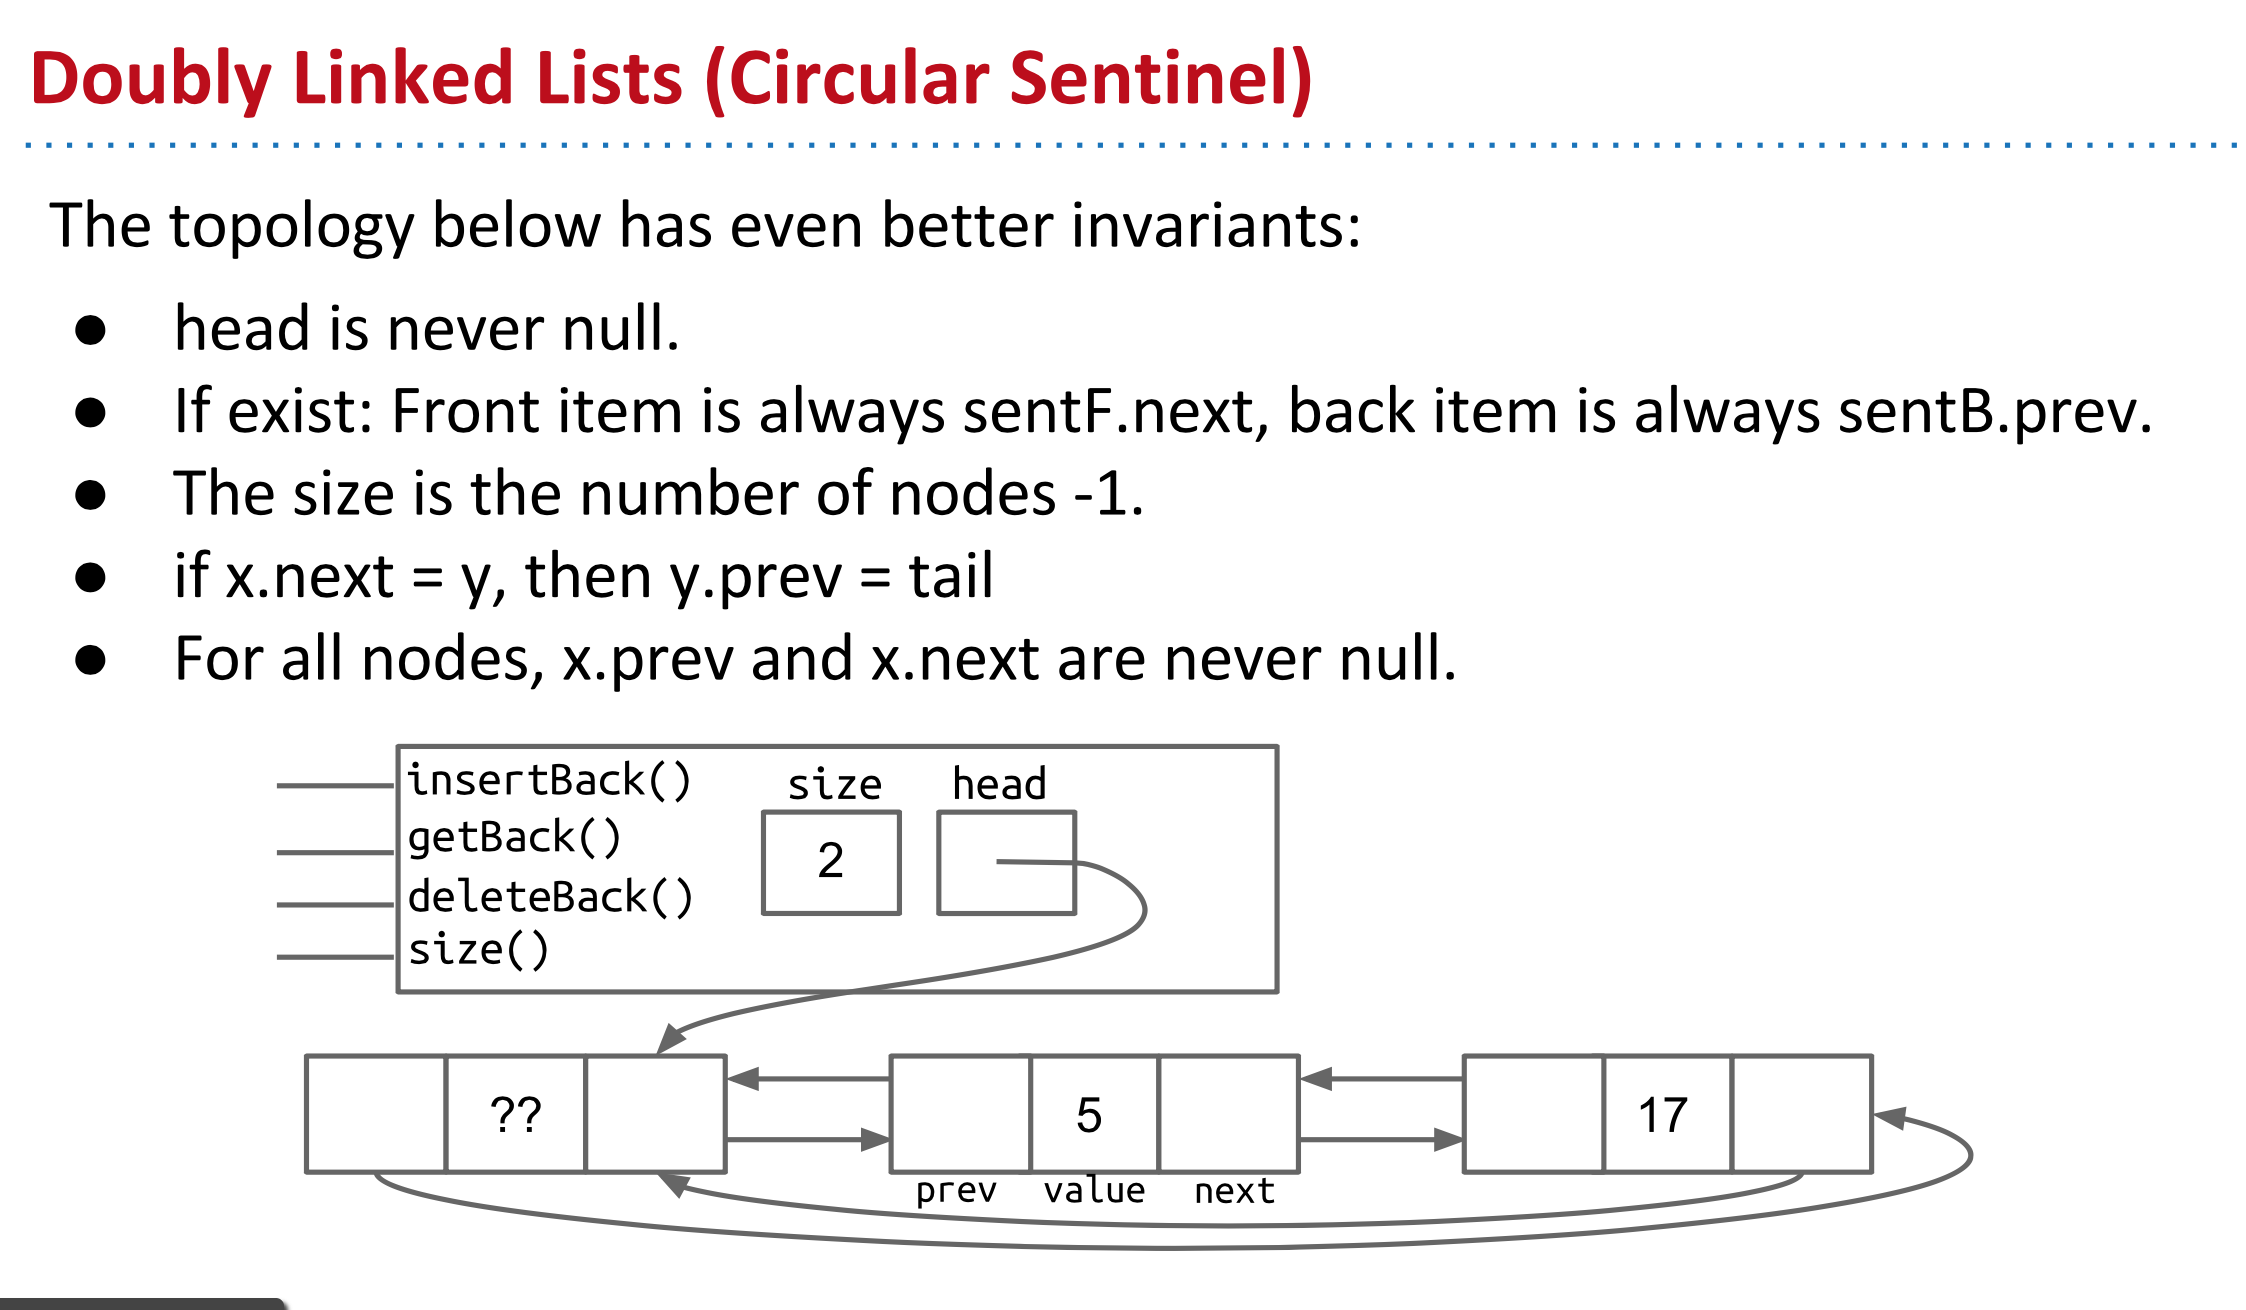 Doubly Linked Lists (Circular Sentinel)
The topology below has even better invariants:
● head is never null.
● If exist: Front item is always sentF.next, back item is always sentB.prev.
● The size is the number of nodes -1.
● if x.next = y, then y.prev = tail
● For all nodes, x.prev and x.next are never null.
insertBack()
getBack()
deleteBack()
size()
size head
2
?? 5 17
prev value next